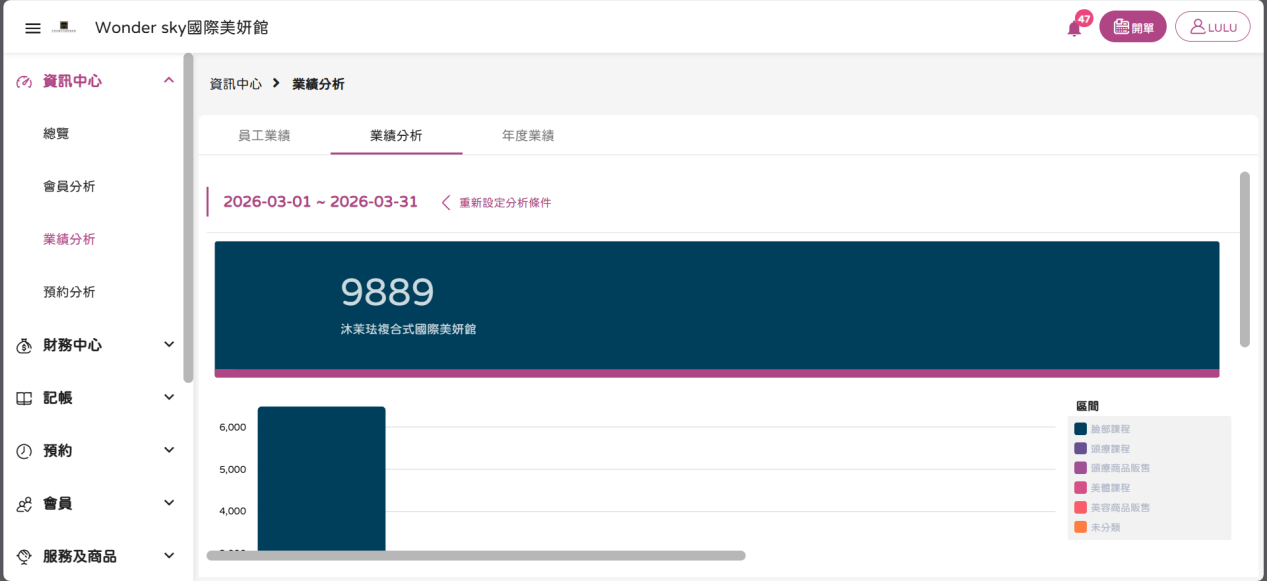 Wonder sky國際美妍館
47
開單
LULU
資訊中心
總覽
會員分析
業績分析
預約分析
財務中心
記帳
預約
會員
服務及商品
資訊中心
業績分析
員工業績
業績分析
年度業績
2026-03-01 ~ 2026-03-31
重新設定分析條件
9889
沐茉琺複合式國際美妍館
6,000
5,000
4,000
區間
臉部課程
頭療課程
頭療商品販售
美體課程
美容商品販售
未分類